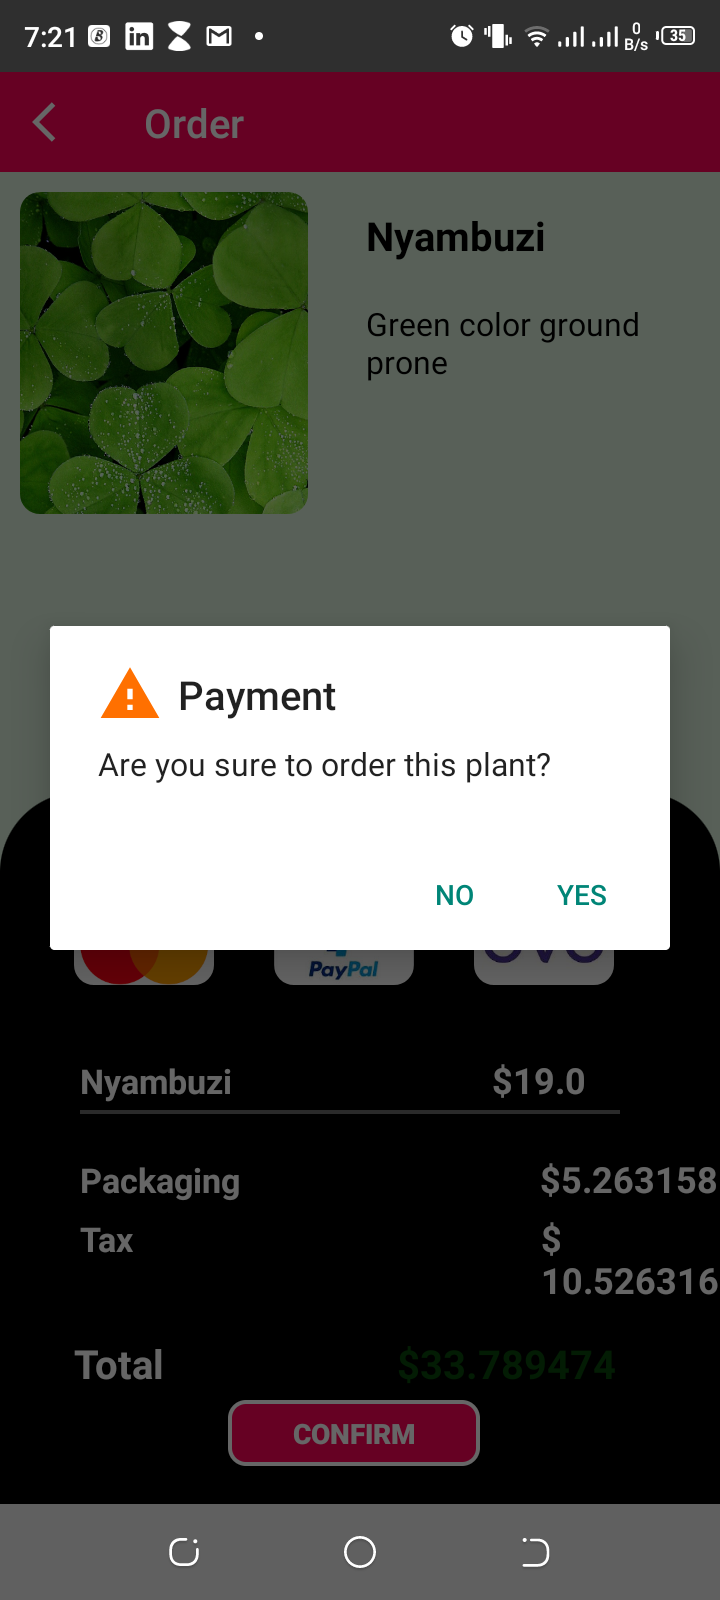 7:21
0
B/s
35
Order
Nyambuzi
Green color ground
prone
Payment
Are you sure to order this plant?
NO YES
PayPal
Nyambuzi $19.0
Packaging $5.263158
Tax $
10.526316
Total $33.789474
CONFIRM